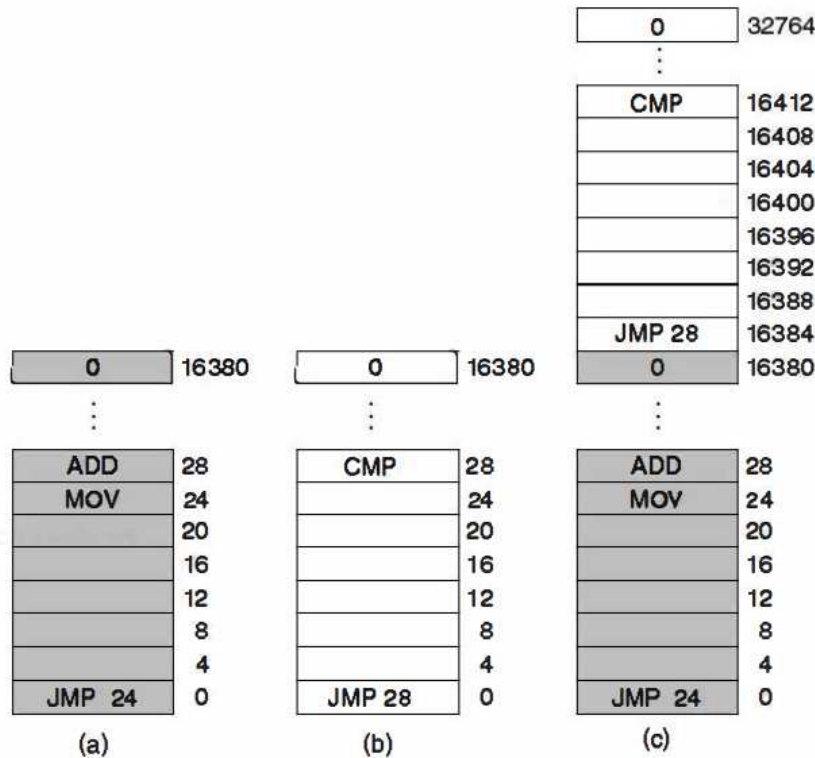 0 32764
⋮
CMP 16412
16408
16404
16400
16396
16392
16388
JMP 28 16384
0 16380
0 16380
0 16380
⋮
⋮
⋮
ADD 28
MOV 24
20
16
12
8
4
JMP 24 0
(a)
CMP 28
24
20
16
12
8
4
JMP 28 0
(b)
ADD 28
MOV 24
20
16
12
8
4
JMP 24 0
(c)